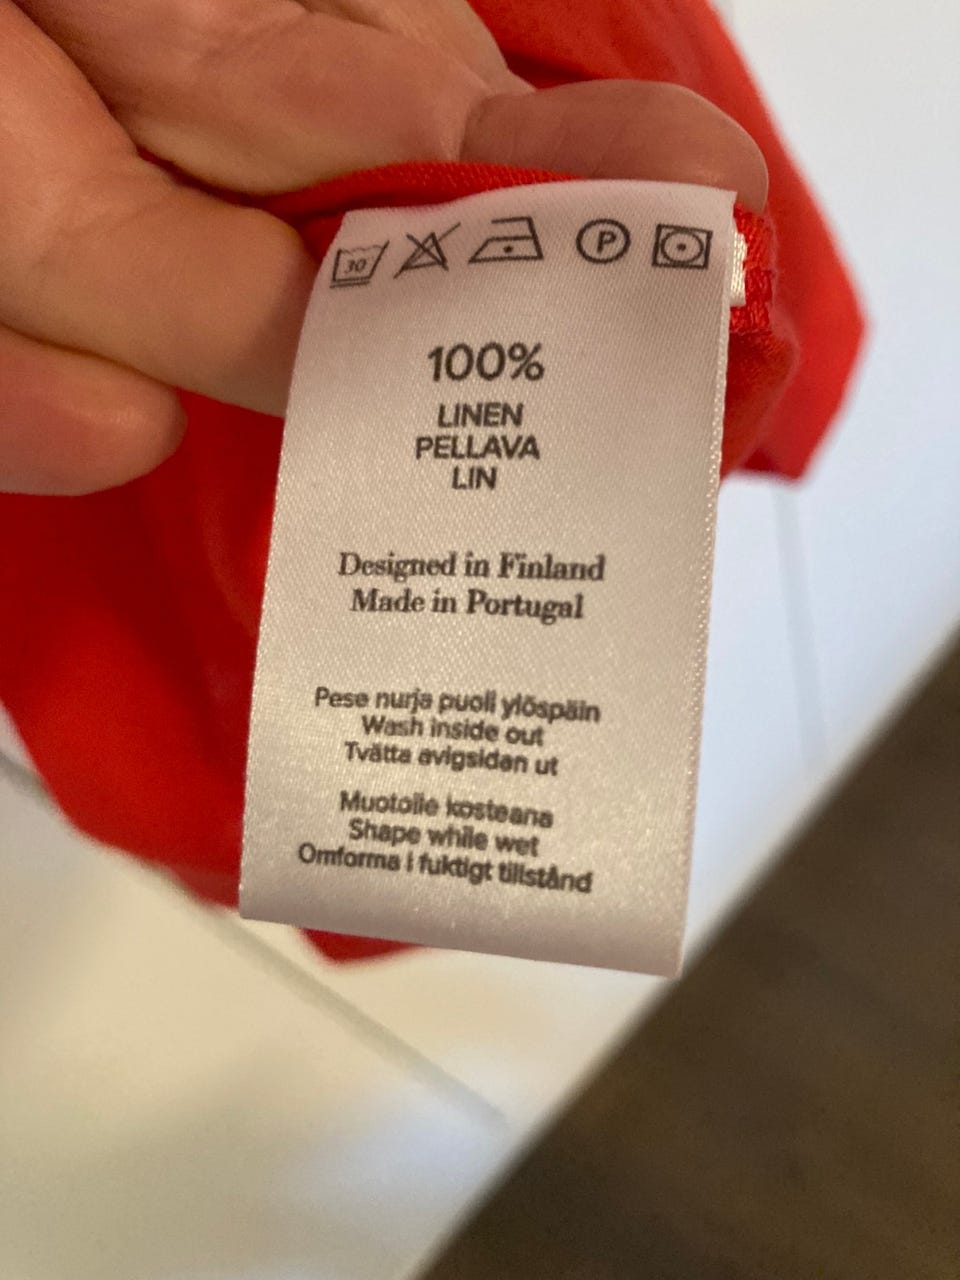 30 P
100%
LINEN
PELLAVA
LIN
Designed in Finland
Made in Portugal
Pese nurja puoli ylöspäin
Wash inside out
Tvätta avigsidan ut
Muotoile kosteana
Shape while wet
Omforma i fuktigt tillstånd